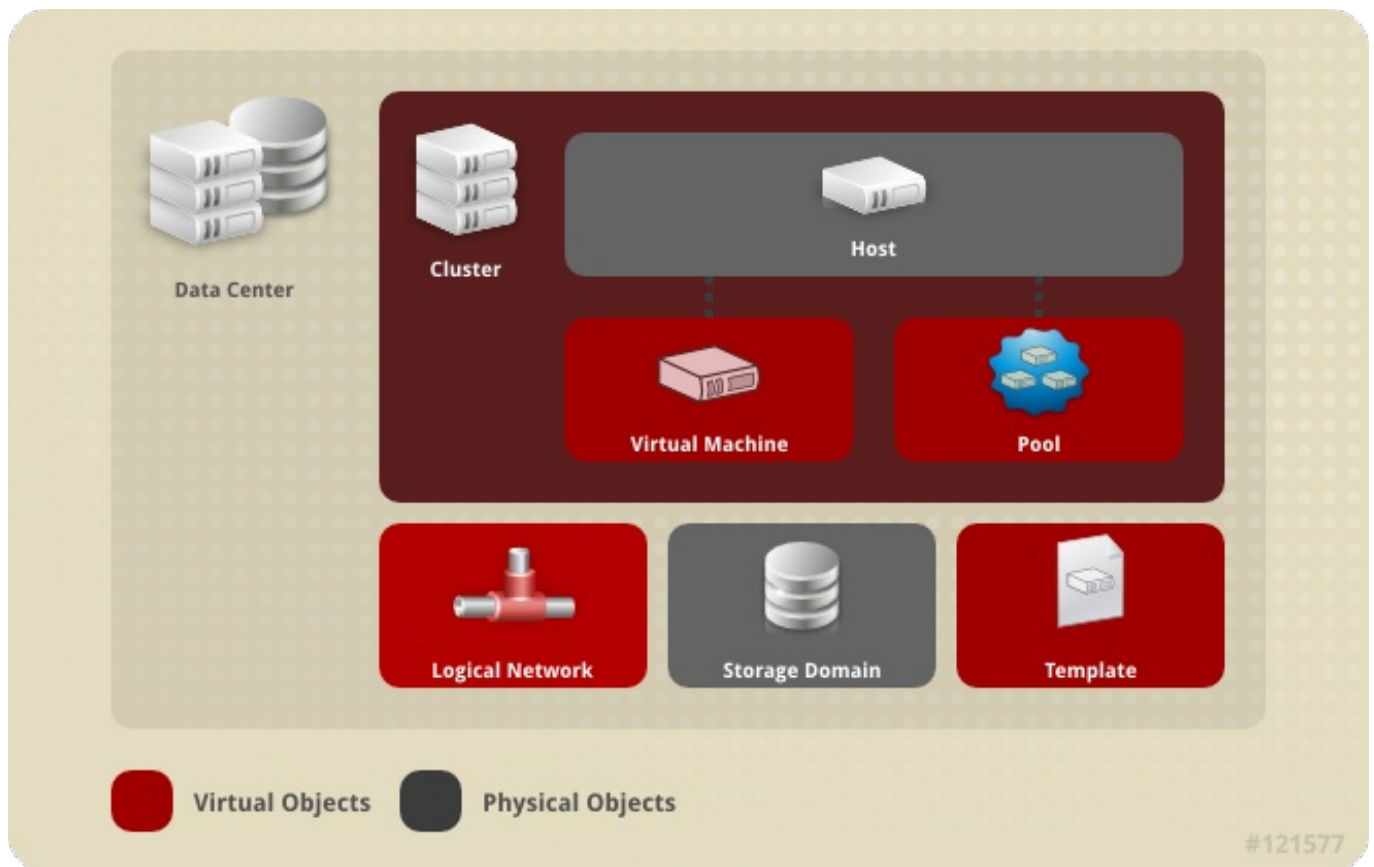 Data Center
Cluster
Host
Virtual Machine
Pool
Logical Network
Storage Domain
Template
Virtual Objects
Physical Objects
#121577